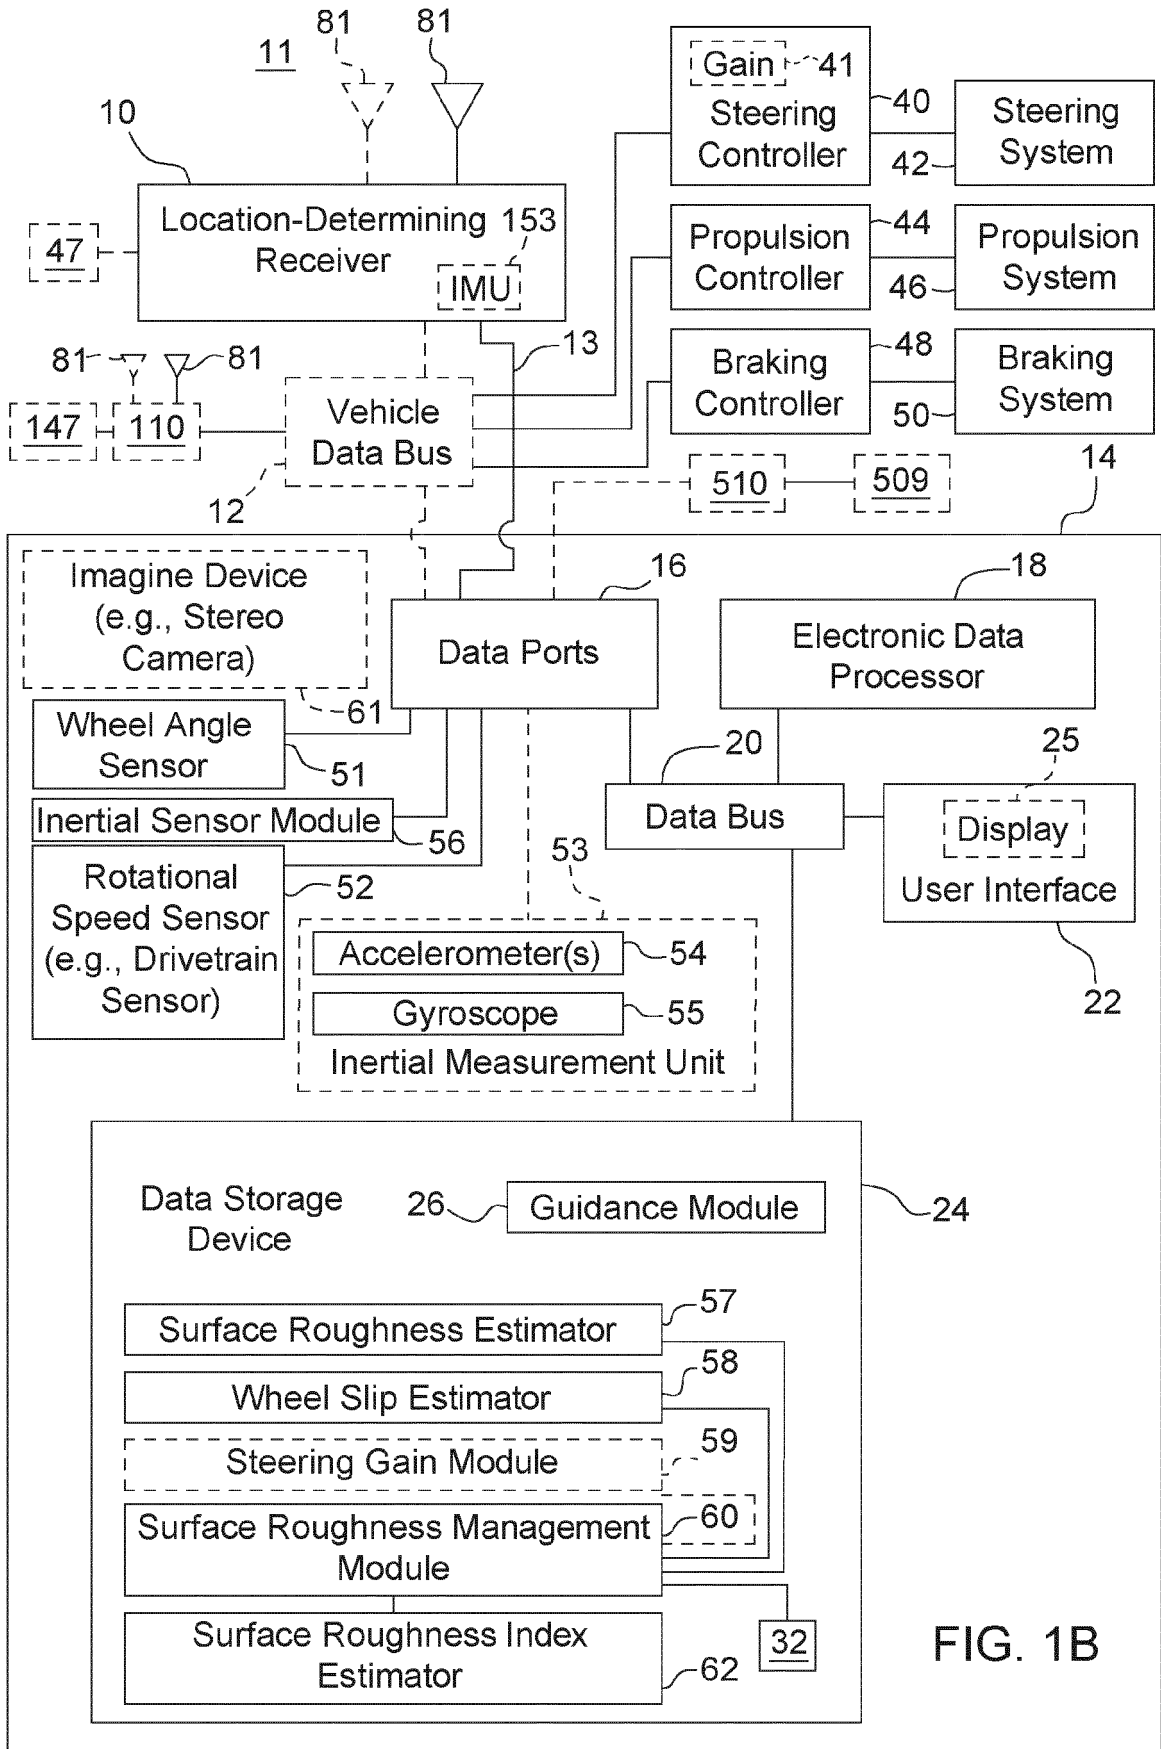 81
81
11
10
Location-Determining
Receiver
153
IMU
47
Gain
41
Steering
Controller
40
Steering
System
42
Propulsion
Controller
44
Propulsion
System
46
Braking
Controller
48
Braking
System
50
13
81
81
147
110
Vehicle
Data Bus
12
510
509
14
Imagine Device
(e.g., Stereo
Camera)
61
16
Data Ports
18
Electronic Data
Processor
Wheel Angle
Sensor
51
Inertial Sensor Module
56
Rotational
Speed Sensor
(e.g., Drivetrain
Sensor)
52
20
Data Bus
25
Display
User Interface
22
53
Accelerometer(s)
54
Gyroscope
55
Inertial Measurement Unit
Data Storage
Device
26
Guidance Module
24
Surface Roughness Estimator
57
Wheel Slip Estimator
58
Steering Gain Module
59
Surface Roughness Management
Module
60
Surface Roughness Index
Estimator
62
32
FIG. 1B